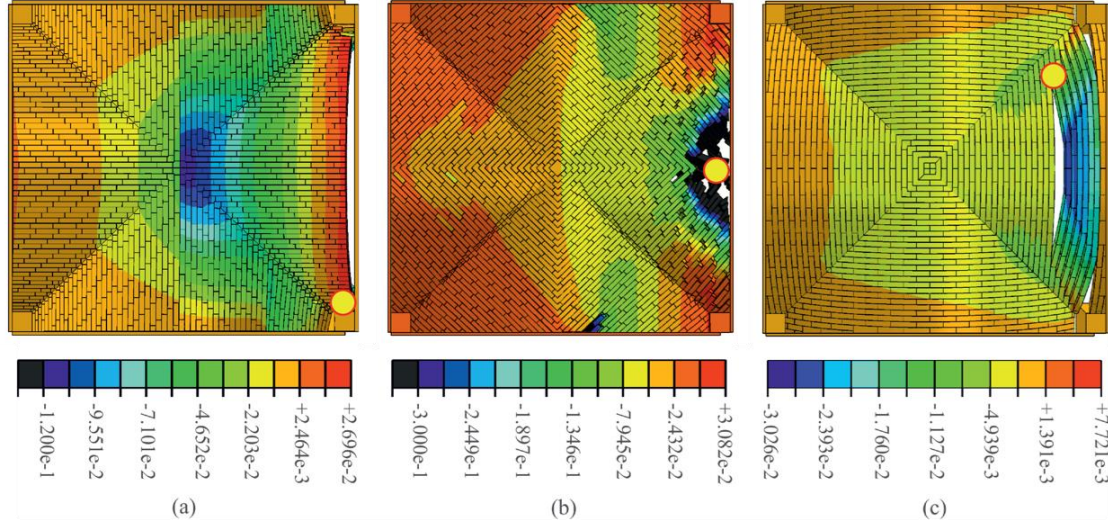 -1.200e-1
-9.551e-2
-7.101e-2
-4.652e-2
-2.203e-2
+2.464e-3
+2.696e-2
-3.000e-1
-2.449e-1
-1.897e-1
-1.346e-1
-7.945e-2
-2.432e-2
+3.082e-2
-3.026e-2
-2.393e-2
-1.760e-2
-1.127e-2
-4.939e-3
+1.391e-3
+7.721e-3
(a)
(b)
(c)